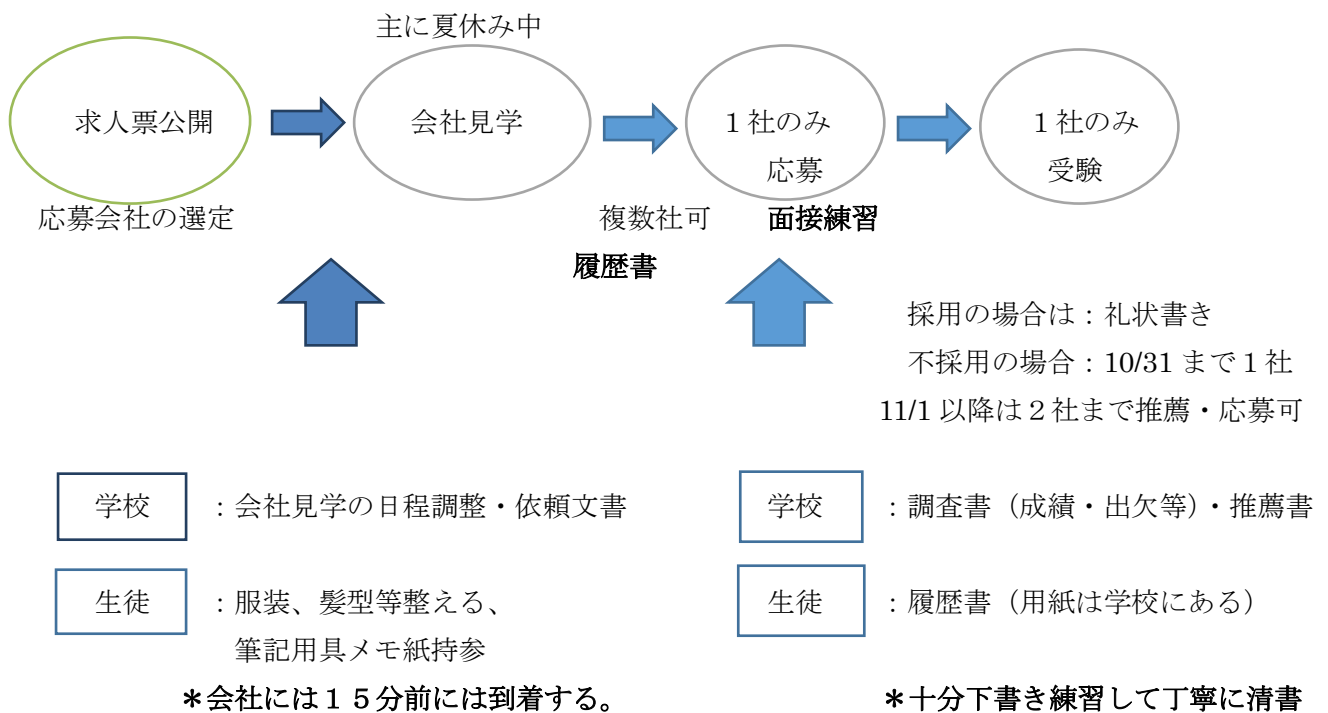 主に夏休み中
求人票公開
会社見学
１社のみ
応募
１社のみ
受験
応募会社の選定
複数社可
面接練習
履歴書
採用の場合は：礼状書き
不採用の場合：10/31 まで１社
11/1 以降は２社まで推薦・応募可
学校
：会社見学の日程調整・依頼文書
生徒
：服装、髪型等整える、
筆記用具メモ紙持参
＊会社には１５分前には到着する。
学校
：調査書（成績・出欠等）・推薦書
生徒
：履歴書（用紙は学校にある）
＊十分下書き練習して丁寧に清書